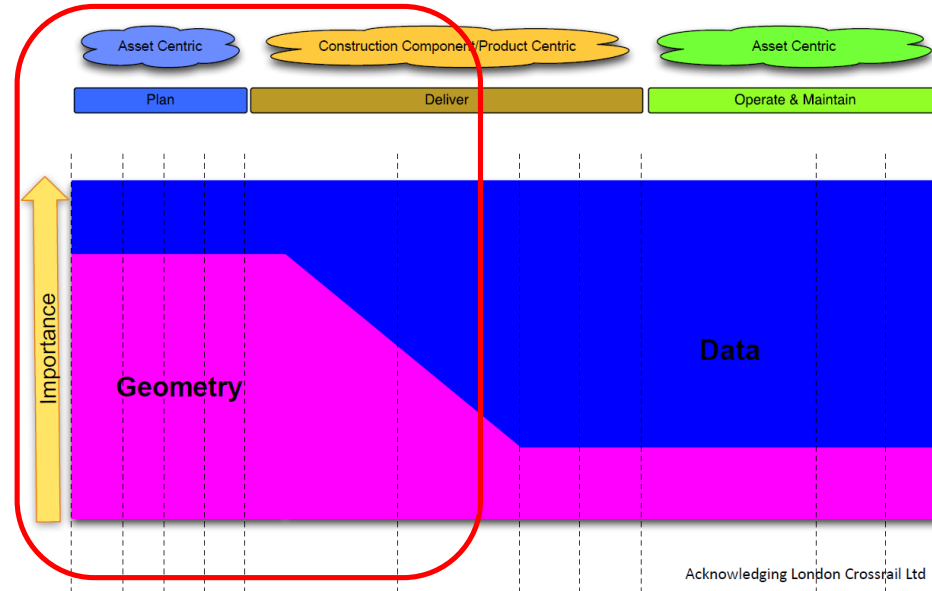 Asset Centric
Construction Component/Product Centric
Asset Centric
Plan
Deliver
Operate & Maintain
Importance
Geometry
Data
Acknowledging London Crossrail Ltd